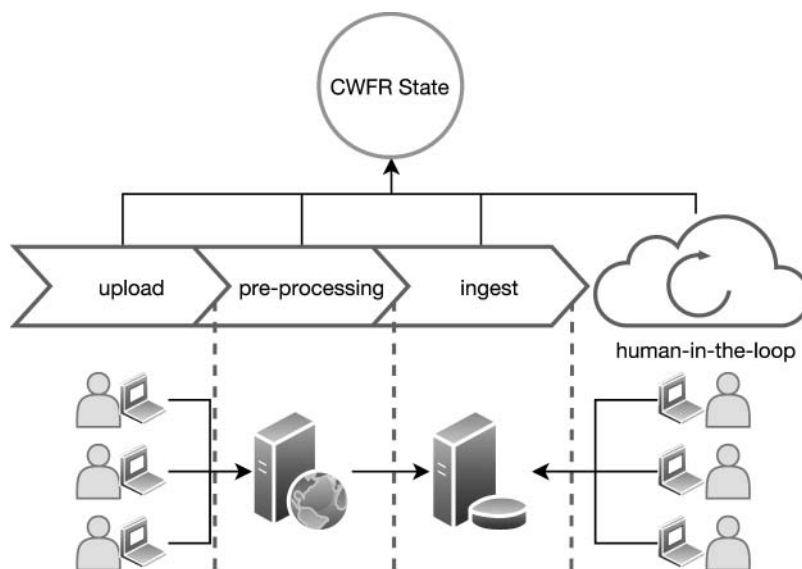 CWFR State
upload
pre-processing
ingest
human-in-the-loop